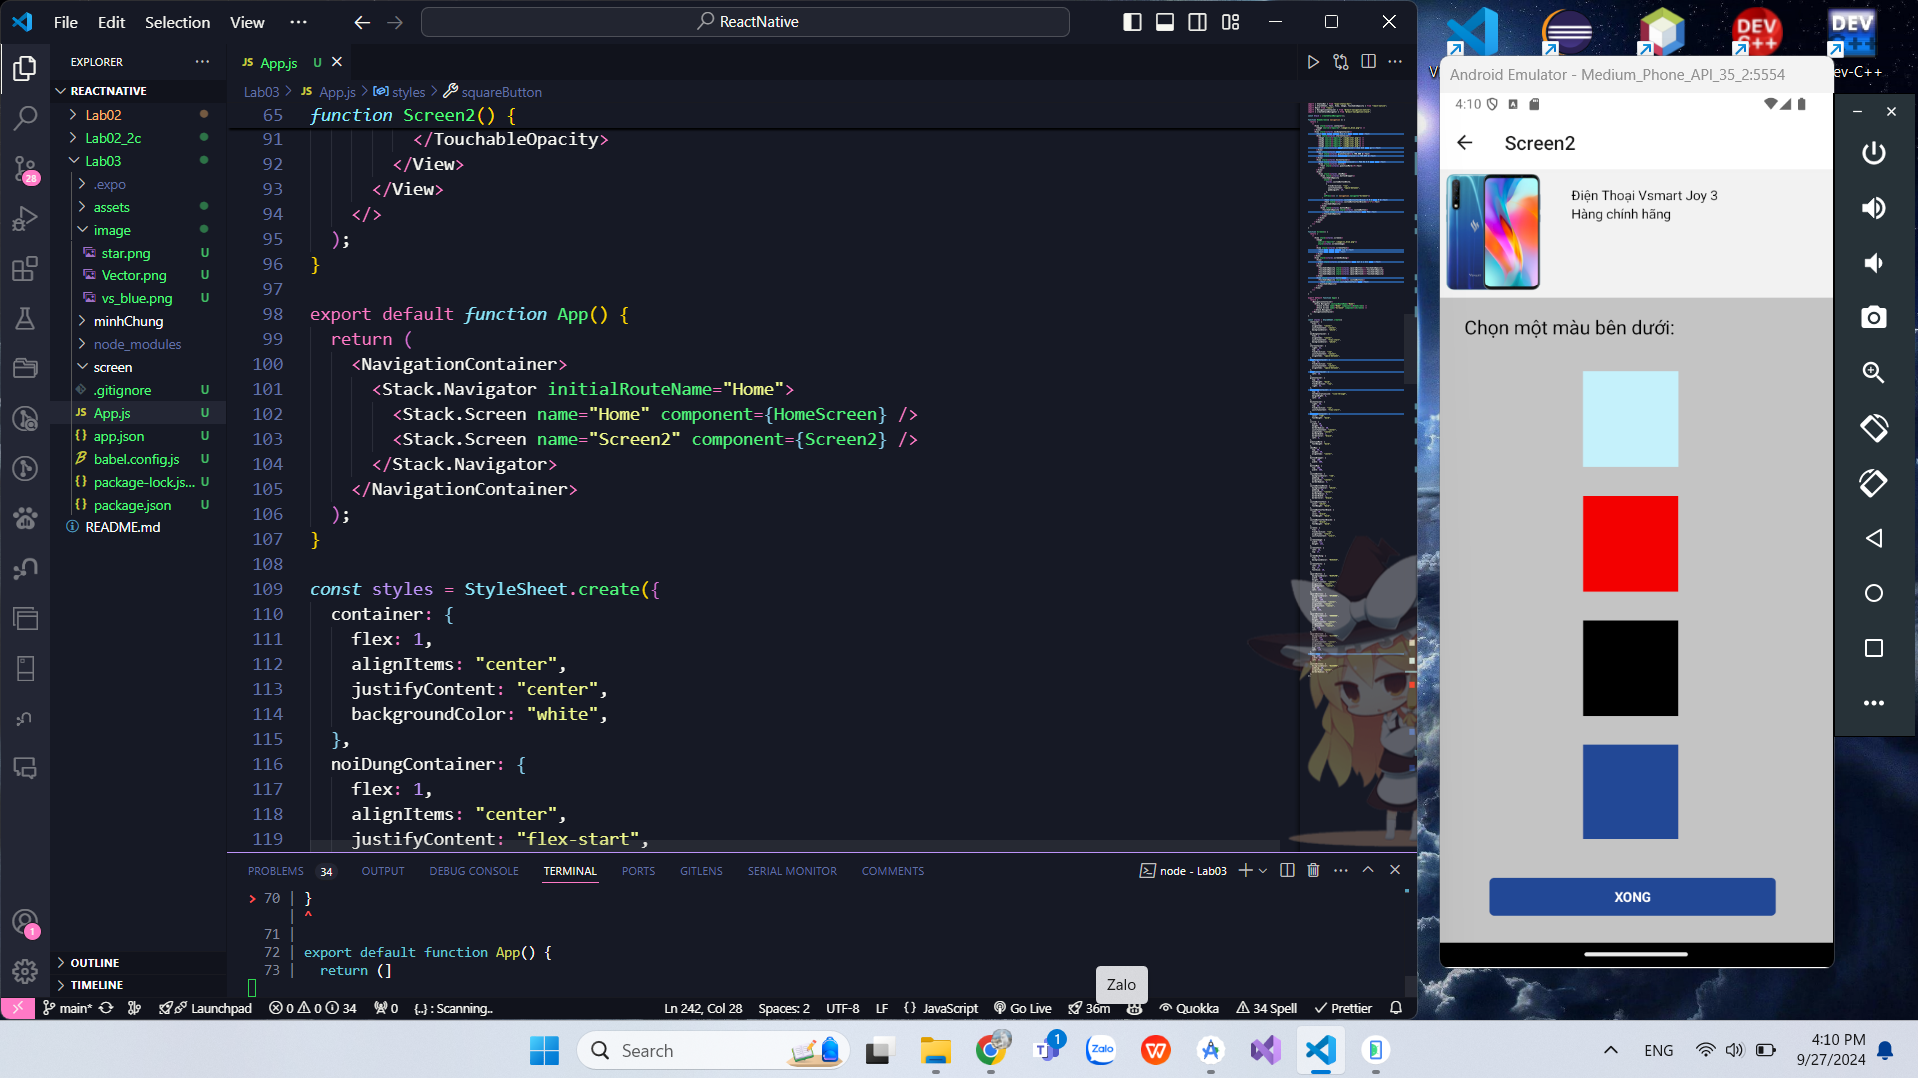 File Edit Selection View ··· ReactNative
EXPLORER
REACTNATIVE
Lab02
Lab02_2c
Lab03
.expo
assets
image
star.png U
Vector.png U
vs_blue.png U
minhChung
node_modules
screen
.gitignore U
App.js U
app.json U
babel.config.js U
package-lock.js... U
package.json U
README.md
OUTLINE
TIMELINE
28
1
JS App.js U
Lab03 > JS App.js > styles > squareButton
65 function Screen2() {
91 </TouchableOpacity>
92 </View>
93 </View>
94 </>
95 );
96 }
97
98 export default function App() {
99 return (
100 <NavigationContainer>
101 <Stack.Navigator initialRouteName="Home">
102 <Stack.Screen name="Home" component={HomeScreen} />
103 <Stack.Screen name="Screen2" component={Screen2} />
104 </Stack.Navigator>
105 </NavigationContainer>
106 );
107 }
108
109 const styles = StyleSheet.create({
110 container: {
111 flex: 1,
112 alignItems: "center",
113 justifyContent: "center",
114 backgroundColor: "white",
115 },
116 noiDungContainer: {
117 flex: 1,
118 alignItems: "center",
119 justifyContent: "flex-start",
PROBLEMS 34 OUTPUT DEBUG CONSOLE TERMINAL PORTS GITLENS SERIAL MONITOR COMMENTS node - Lab03
> 70 | }
| ^
71 |
72 | export default function App() {
73 | return (]
Zalo
main* Launchpad 0 0 34 0 {..} : Scanning.. Ln 242, Col 28 Spaces: 2 UTF-8 LF {} JavaScript Go Live 36m Quokka 34 Spell Prettier
Android Emulator - Medium_Phone_API_35_2:5554
4:10
Screen2
Điện Thoại Vsmart Joy 3
Hàng chính hãng
Chọn một màu bên dưới:
XONG
DEV C++
DEV C++
ev-C++
Search
1
Zalo
ENG
4:10 PM
9/27/2024